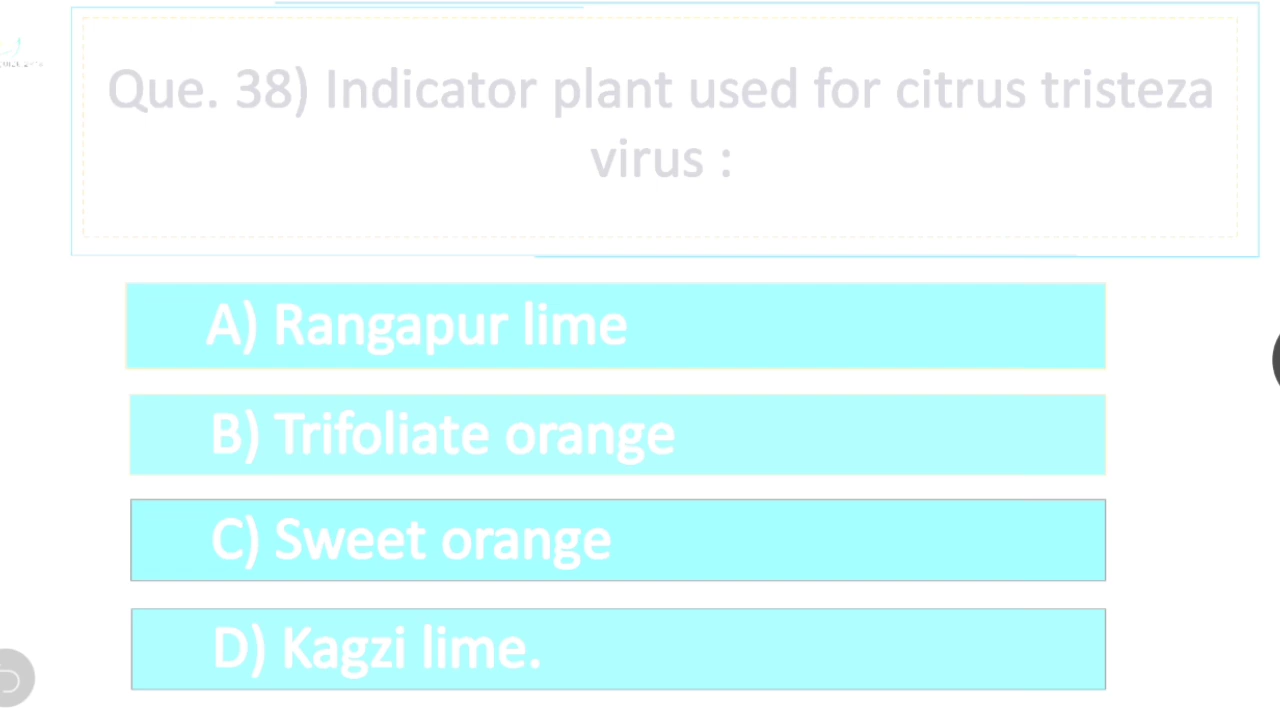 Que. 38) Indicator plant used for citrus tristeza
virus :
A) Rangapur lime
B) Trifoliate orange
C) Sweet orange
D) Kagzi lime.